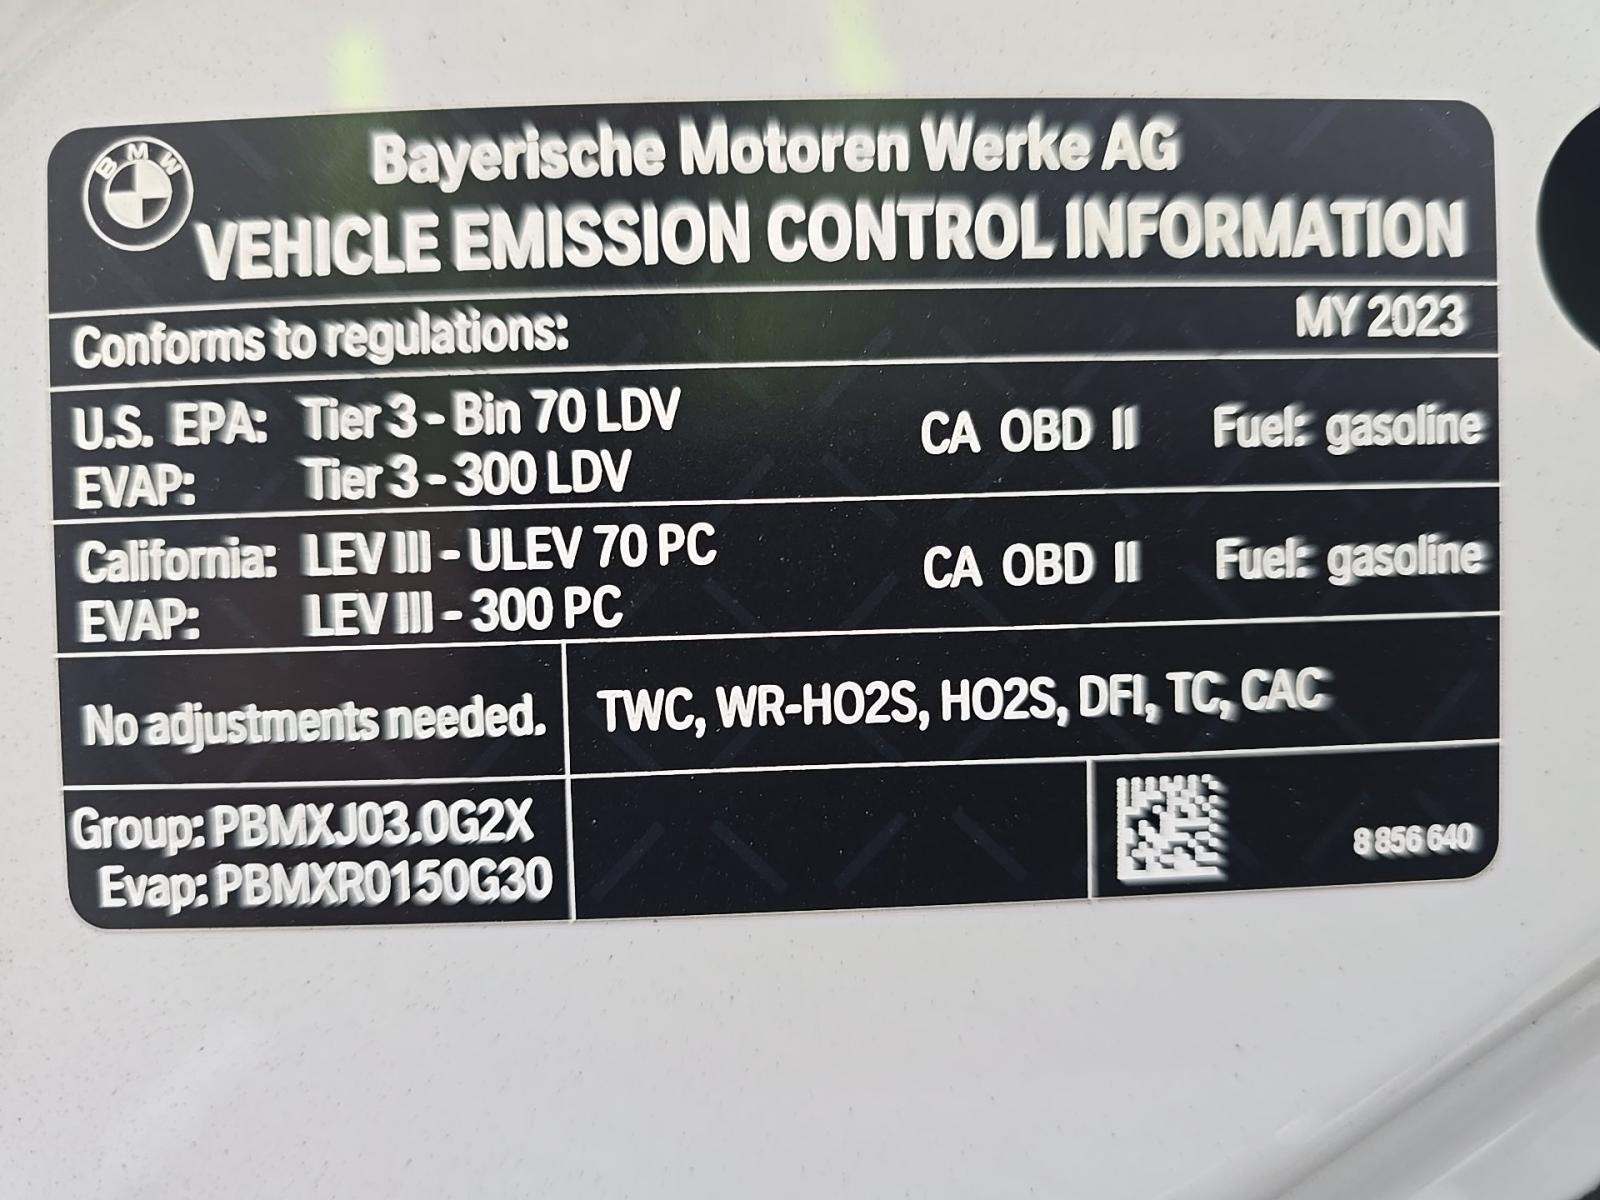 BMW
Bayerische Motoren Werke AG
VEHICLE EMISSION CONTROL INFORMATION
Conforms to regulations: MY 2023
U.S. EPA: Tier 3 - Bin 70 LDV CA OBD II Fuel: gasoline
EVAP: Tier 3 - 300 LDV
California: LEV III - ULEV 70 PC CA OBD II Fuel: gasoline
EVAP: LEV III - 300 PC
No adjustments needed. TWC, WR-HO2S, HO2S, DFI, TC, CAC
Group: PBMXJ03.0G2X
Evap: PBMXR0150G30
8 856 640